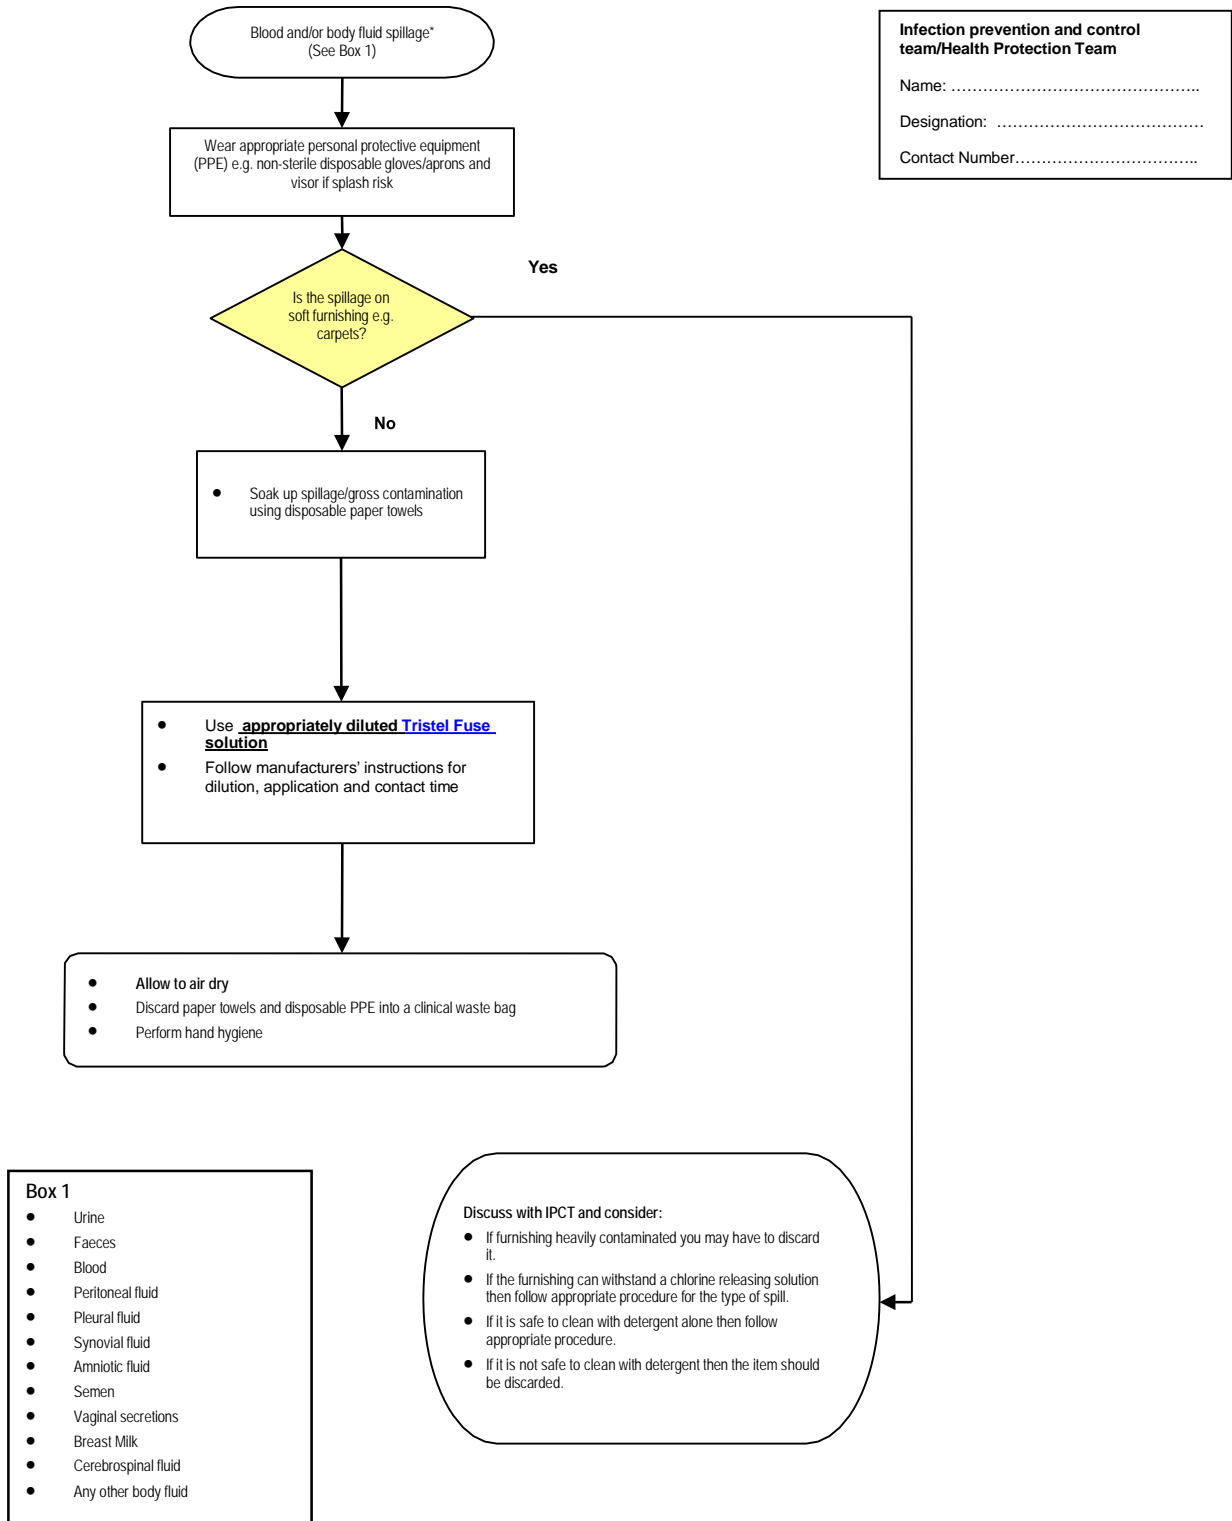 Blood and/or body fluid spillage*
(See Box 1)
Infection prevention and control
team/Health Protection Team
Name: ………………………………………..
Designation: …………………………………
Contact Number……………………………..
Wear appropriate personal protective equipment
(PPE) e.g. non-sterile disposable gloves/aprons and
visor if splash risk
Is the spillage on
soft furnishing e.g.
carpets?
Yes
No
● Soak up spillage/gross contamination
using disposable paper towels
● Use appropriately diluted Tristel Fuse
solution
● Follow manufacturers’ instructions for
dilution, application and contact time
● Allow to air dry
● Discard paper towels and disposable PPE into a clinical waste bag
● Perform hand hygiene
Box 1
● Urine
● Faeces
● Blood
● Peritoneal fluid
● Pleural fluid
● Synovial fluid
● Amniotic fluid
● Semen
● Vaginal secretions
● Breast Milk
● Cerebrospinal fluid
● Any other body fluid
Discuss with IPCT and consider:
● If furnishing heavily contaminated you may have to discard
it.
● If the furnishing can withstand a chlorine releasing solution
then follow appropriate procedure for the type of spill.
● If it is safe to clean with detergent alone then follow
appropriate procedure.
● If it is not safe to clean with detergent then the item should
be discarded.